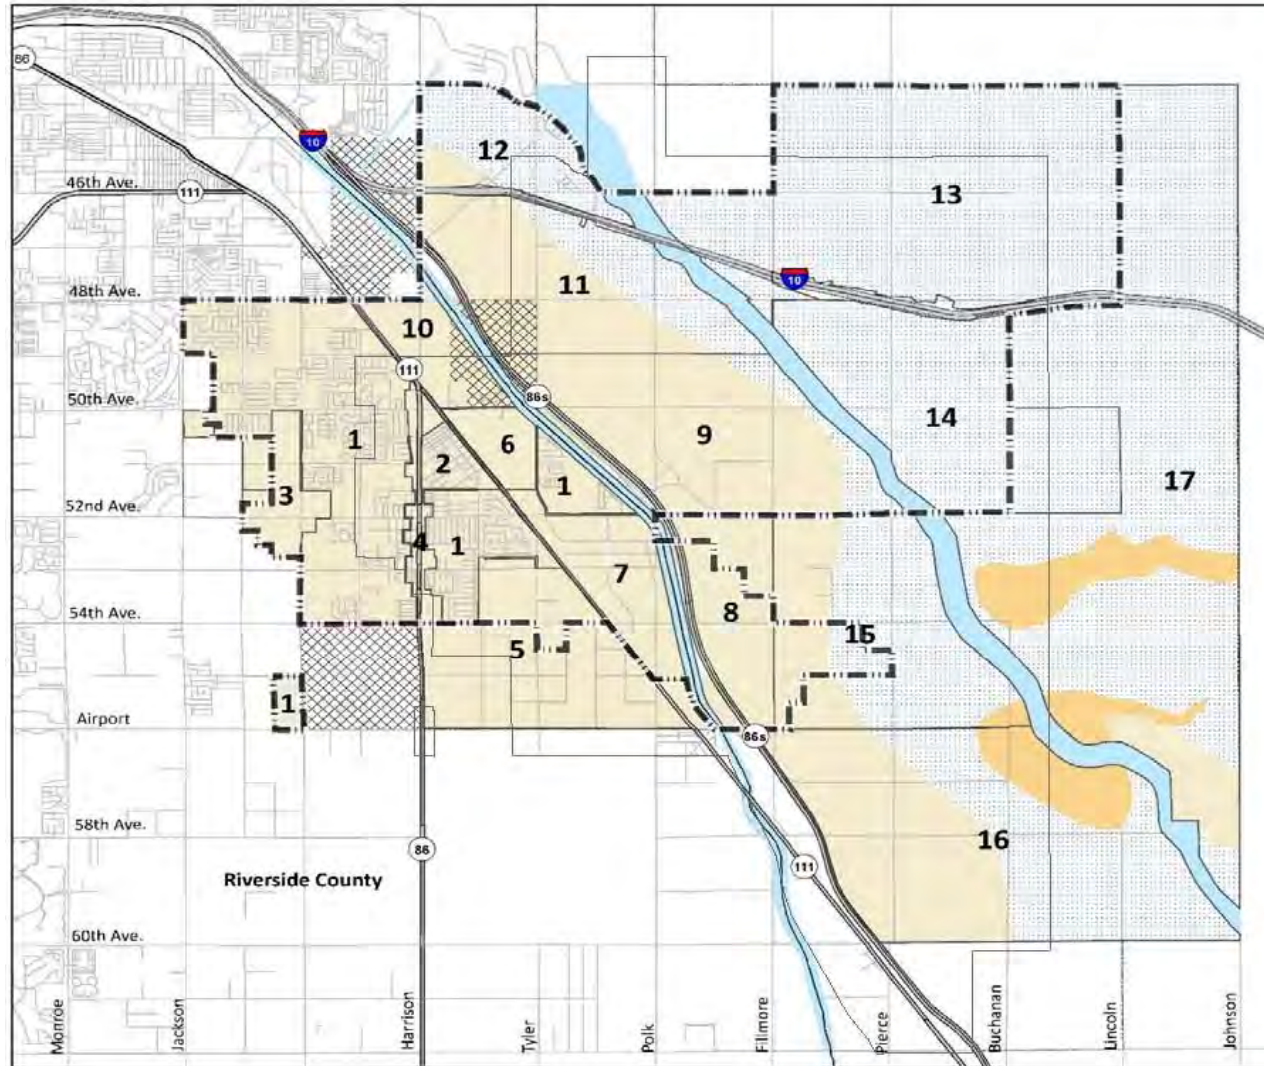 86
10
12
46th Ave.
111
13
11
10
48th Ave.
10
111
86s
50th Ave.
14
1
6
9
2
17
3
1
52nd Ave.
4
1
7
8
54th Ave.
15
5
1
Airport
86s
58th Ave.
16
86
111
Riverside County
60th Ave.
Monroe
Jackson
Harrison
Tyler
Polk
Fillmore
Pierce
Buchanan
Lincoln
Johnson